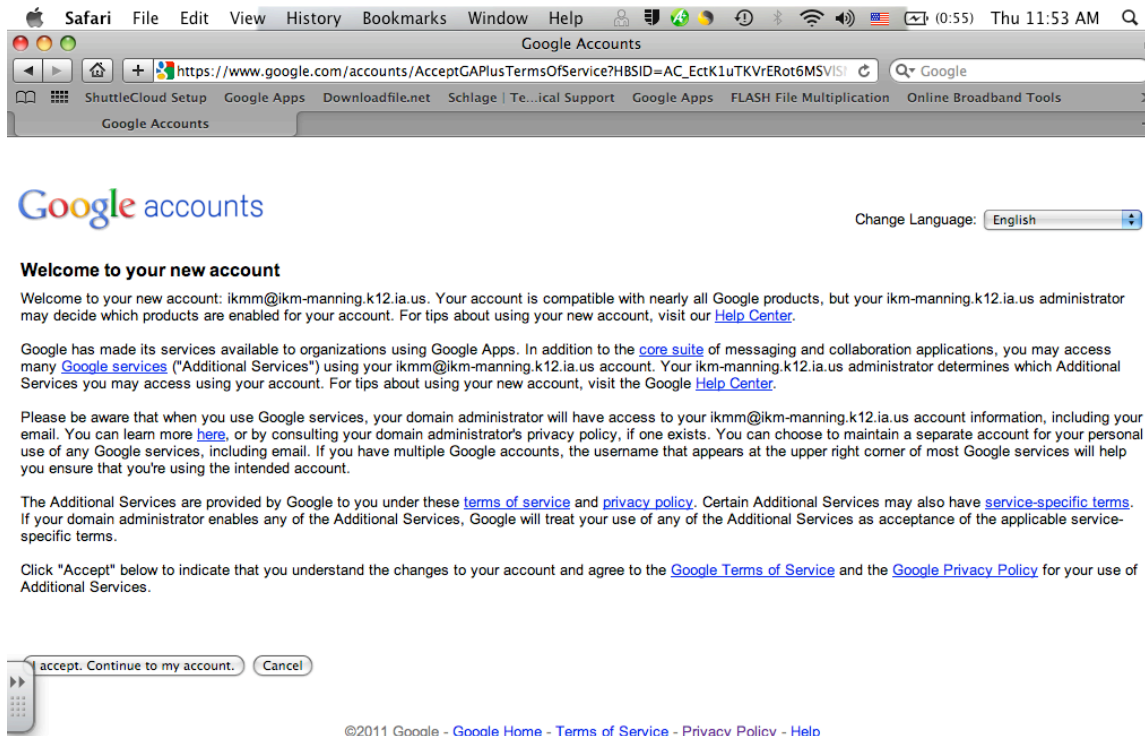 Safari File Edit View History Bookmarks Window Help (0:55) Thu 11:53 AM
Google Accounts
https://www.google.com/accounts/AcceptGAPlusTermsOfService?HBSID=AC_EctK1uTKVrERot6MSVIS Google
ShuttleCloud Setup Google Apps Downloadfile.net Schlage | Te...ical Support Google Apps FLASH File Multiplication Online Broadband Tools
Google Accounts
Google accounts
Change Language: English
Welcome to your new account
Welcome to your new account: ikmm@ikm-manning.k12.ia.us. Your account is compatible with nearly all Google products, but your ikm-manning.k12.ia.us administrator
may decide which products are enabled for your account. For tips about using your new account, visit our Help Center.
Google has made its services available to organizations using Google Apps. In addition to the core suite of messaging and collaboration applications, you may access
many Google services ("Additional Services") using your ikmm@ikm-manning.k12.ia.us account. Your ikm-manning.k12.ia.us administrator determines which Additional
Services you may access using your account. For tips about using your new account, visit the Google Help Center.
Please be aware that when you use Google services, your domain administrator will have access to your ikmm@ikm-manning.k12.ia.us account information, including your
email. You can learn more here, or by consulting your domain administrator's privacy policy, if one exists. You can choose to maintain a separate account for your personal
use of any Google services, including email. If you have multiple Google accounts, the username that appears at the upper right corner of most Google services will help
you ensure that you're using the intended account.
The Additional Services are provided by Google to you under these terms of service and privacy policy. Certain Additional Services may also have service-specific terms.
If your domain administrator enables any of the Additional Services, Google will treat your use of any of the Additional Services as acceptance of the applicable service-
specific terms.
Click "Accept" below to indicate that you understand the changes to your account and agree to the Google Terms of Service and the Google Privacy Policy for your use of
Additional Services.
I accept. Continue to my account. Cancel
©2011 Google - Google Home - Terms of Service - Privacy Policy - Help